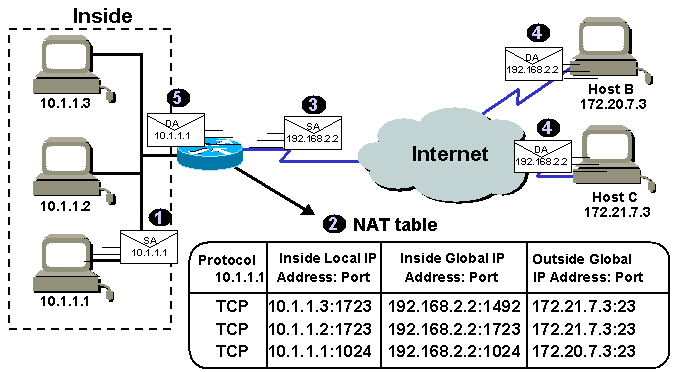 Inside
10.1.1.3
10.1.1.2
10.1.1.1
1
SA
10.1.1.1
5
DA
10.1.1.1
3
SA
192.168.2.2
Internet
4
DA
192.168.2.2
Host B
172.20.7.3
4
DA
192.168.2.2
Host C
172.21.7.3
2 NAT table
Protocol
10.1.1.1
Inside Local IP
Address: Port
Inside Global IP
Address: Port
Outside Global
IP Address: Port
TCP 10.1.1.3:1723 192.168.2.2:1492 172.21.7.3:23
TCP 10.1.1.2:1723 192.168.2.2:1723 172.21.7.3:23
TCP 10.1.1.1:1024 192.168.2.2:1024 172.20.7.3:23